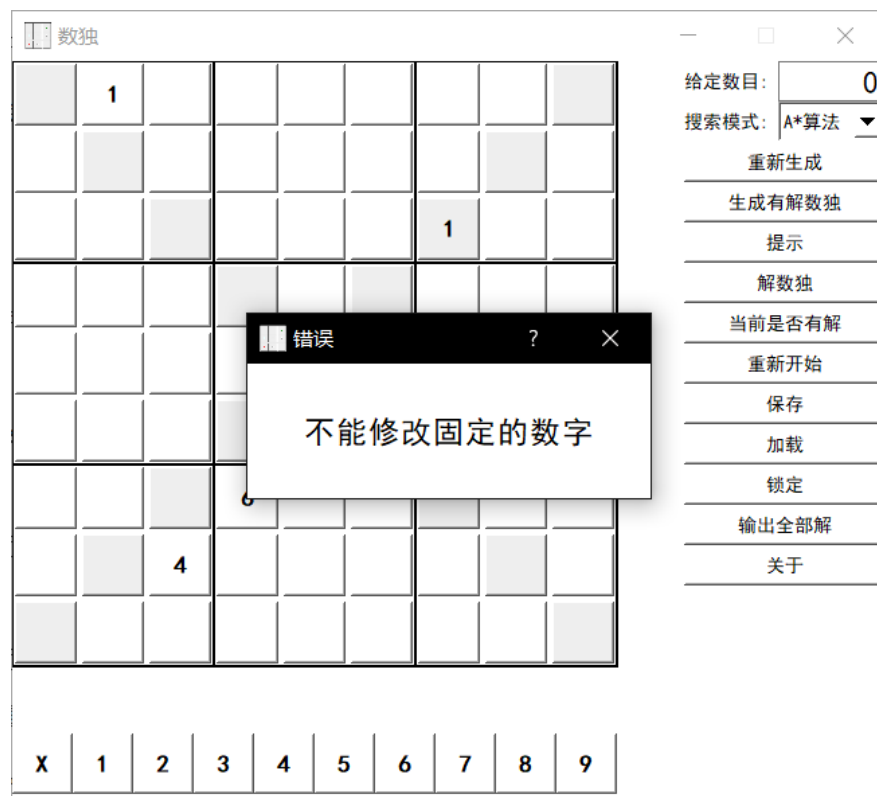 数独
给定数目: 0
搜索模式: A*算法
重新生成
生成有解数独
提示
解数独
当前是否有解
重新开始
保存
加载
锁定
输出全部解
关于
1
1
错误 ?
不能修改固定的数字
6
4
X 1 2 3 4 5 6 7 8 9